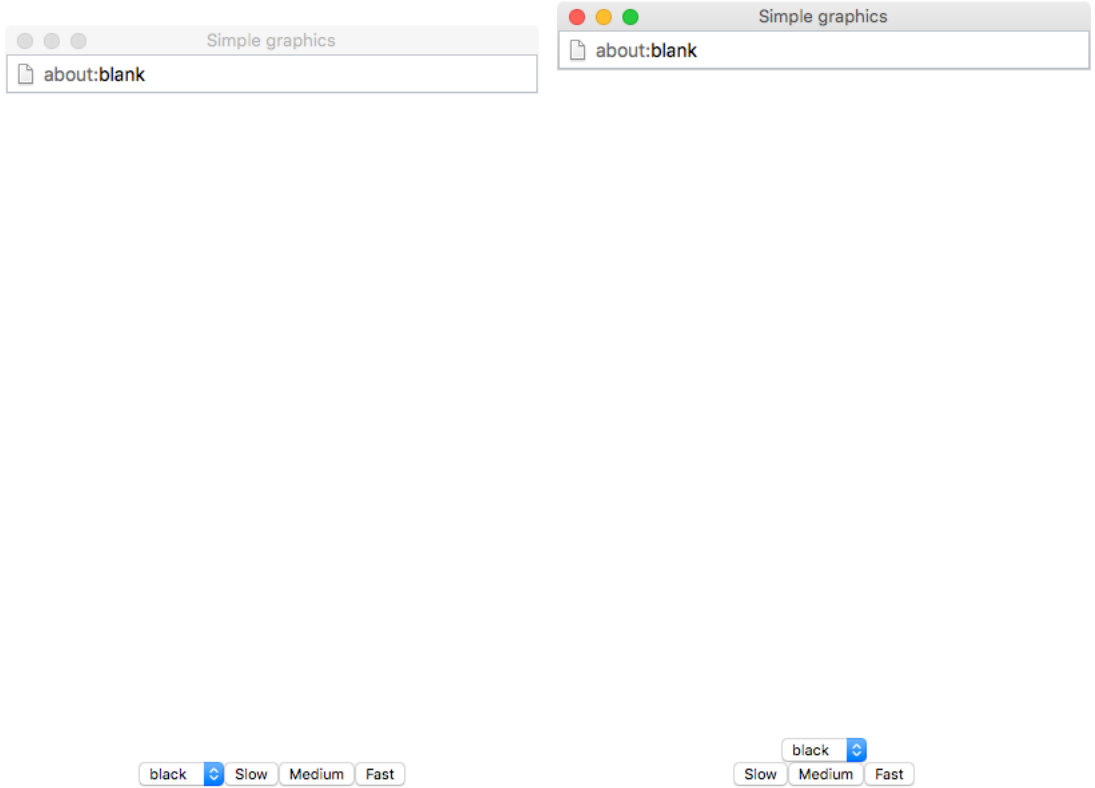 Simple graphics
about:blank
black Slow Medium Fast
Simple graphics
about:blank
black
Slow Medium Fast